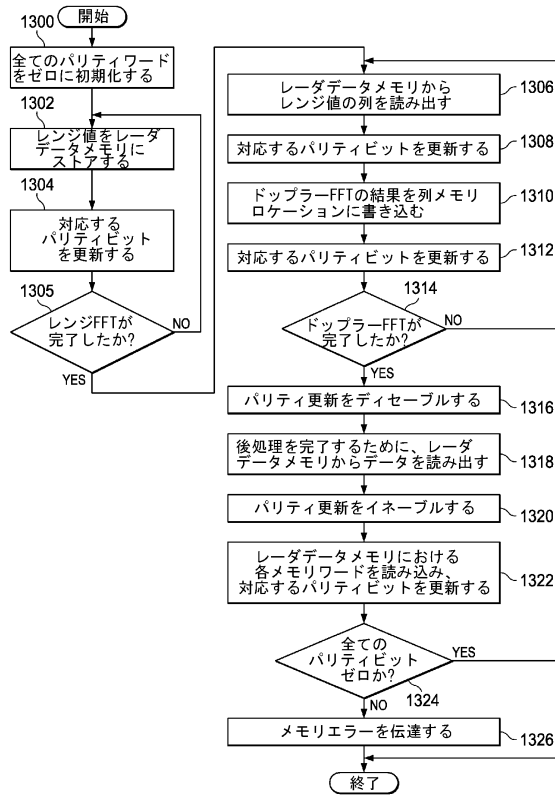 開始
1300
全てのパリティワード
をゼロに初期化する
1302
レンジ値をレーダ
データメモリに
ストアする
1304
対応する
パリティビット
を更新する
1305
レンジFFTが
完了したか?
NO
YES
レーダデータメモリから
レンジ値の列を読み出す
1306
対応するパリティビットを更新する
1308
ドップラーFFTの結果を列メモリ
ロケーションに書き込む
1310
対応するパリティビットを更新する
1312
1314
ドップラーFFTが
完了したか?
NO
YES
パリティ更新をディセーブルする
1316
後処理を完了するために、レーダ
データメモリからデータを読み出す
1318
パリティ更新をイネーブルする
1320
レーダデータメモリにおける
各メモリワードを読み込み、
対応するパリティビットを更新する
1322
全ての
パリティビット
ゼロか?
YES
1324
NO
メモリエラーを伝達する
1326
終了